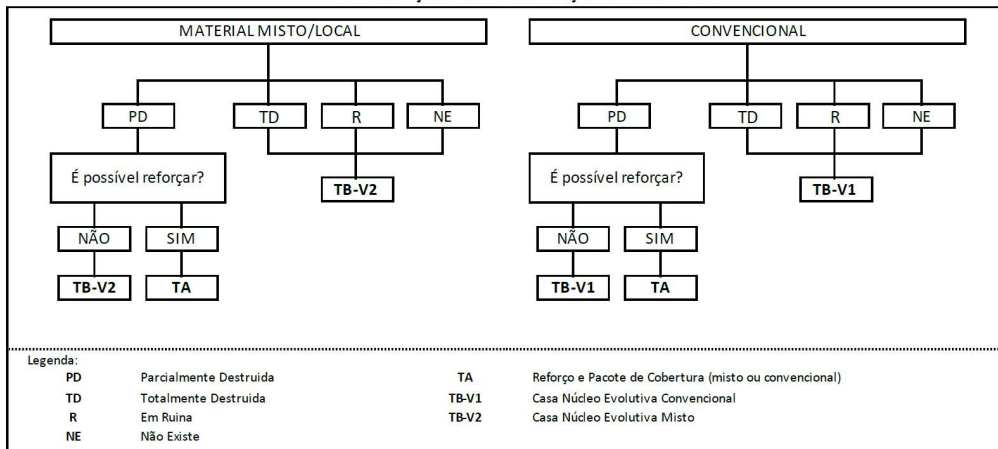 MATERIAL MISTO/LOCAL
PD
TD
R
NE
É possível reforçar?
TB-V2
NÃO
SIM
TB-V2
TA
CONVENCIONAL
PD
TD
R
NE
É possível reforçar?
TB-V1
NÃO
SIM
TB-V1
TA
Legenda:
PD Parcialmente Destruida
TD Totalmente Destruida
R Em Ruina
NE Não Existe
TA Reforço e Pacote de Cobertura (misto ou convencional)
TB-V1 Casa Núcleo Evolutiva Convencional
TB-V2 Casa Núcleo Evolutiva Misto